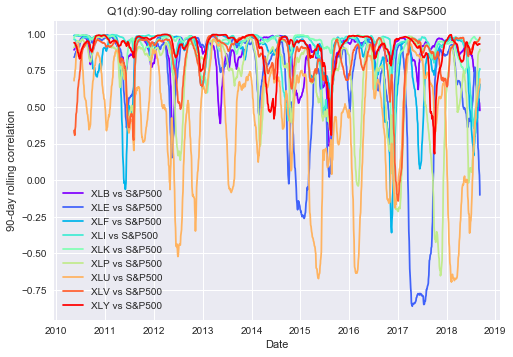 Q1(d):90-day rolling correlation between each ETF and S&P500
90-day rolling correlation
1.00
0.75
0.50
0.25
0.00
−0.25
−0.50
−0.75
XLB vs S&P500
XLE vs S&P500
XLF vs S&P500
XLI vs S&P500
XLK vs S&P500
XLP vs S&P500
XLU vs S&P500
XLV vs S&P500
XLY vs S&P500
2010 2011 2012 2013 2014 2015 2016 2017 2018 2019
Date